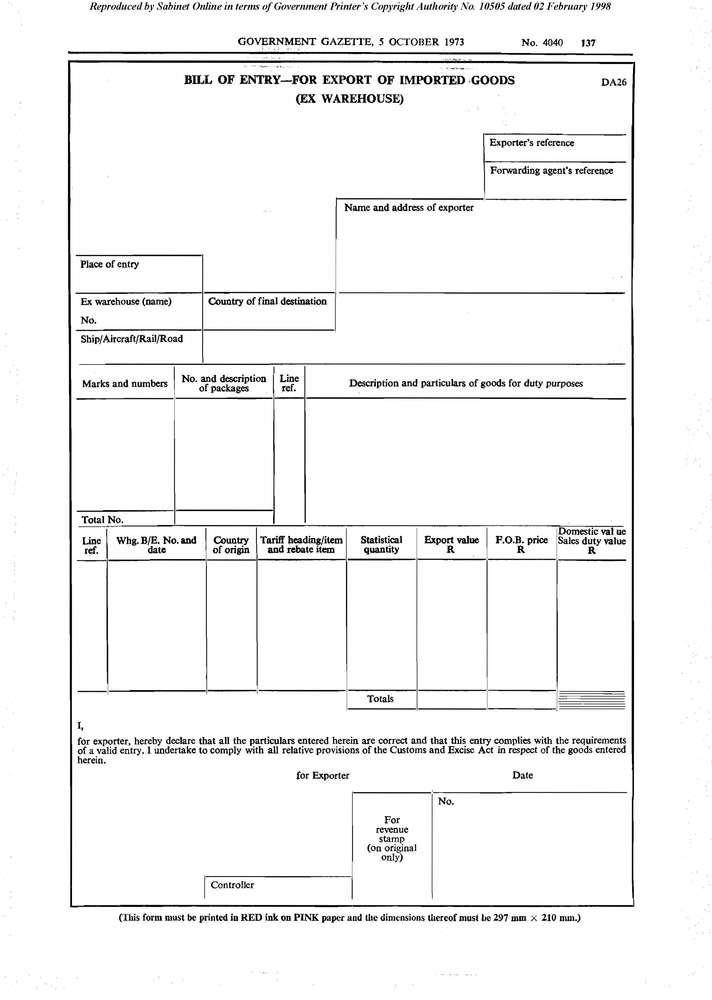 Reproduced by Sabinet Online in terms of Government Printer's Copyright Authority No. 10505 dated 02 February 1998
GOVERNMENT GAZETTE, 5 OCTOBER 1973 No. 4040 137
BILL OF ENTRY—FOR EXPORT OF IMPORTED GOODS DA26
(EX WAREHOUSE)
Exporter's reference
Forwarding agent's reference
Name and address of exporter
Place of entry
Ex warehouse (name) Country of final destination
No.
Ship/Aircraft/Rail/Road
Marks and numbers
No. and description
of packages
Line
ref.
Description and particulars of goods for duty purposes
Total No.
Line
ref.
Whg. B/E. No. and
date
Country
of origin
Tariff heading/item
and rebate item
Statistical
quantity
Export value
R
F.O.B. price
R
Domestic val ue
Sales duty value
R
Totals
I,
for exporter, hereby declare that all the particulars entered herein are correct and that this entry complies with the requirements
of a valid entry. I undertake to comply with all relative provisions of the Customs and Excise Act in respect of the goods entered
herein.
for Exporter Date
No.
For
revenue
stamp
(on original
only)
Controller
(This form must be printed in RED ink on PINK paper and the dimensions thereof must be 297 mm × 210 mm.)